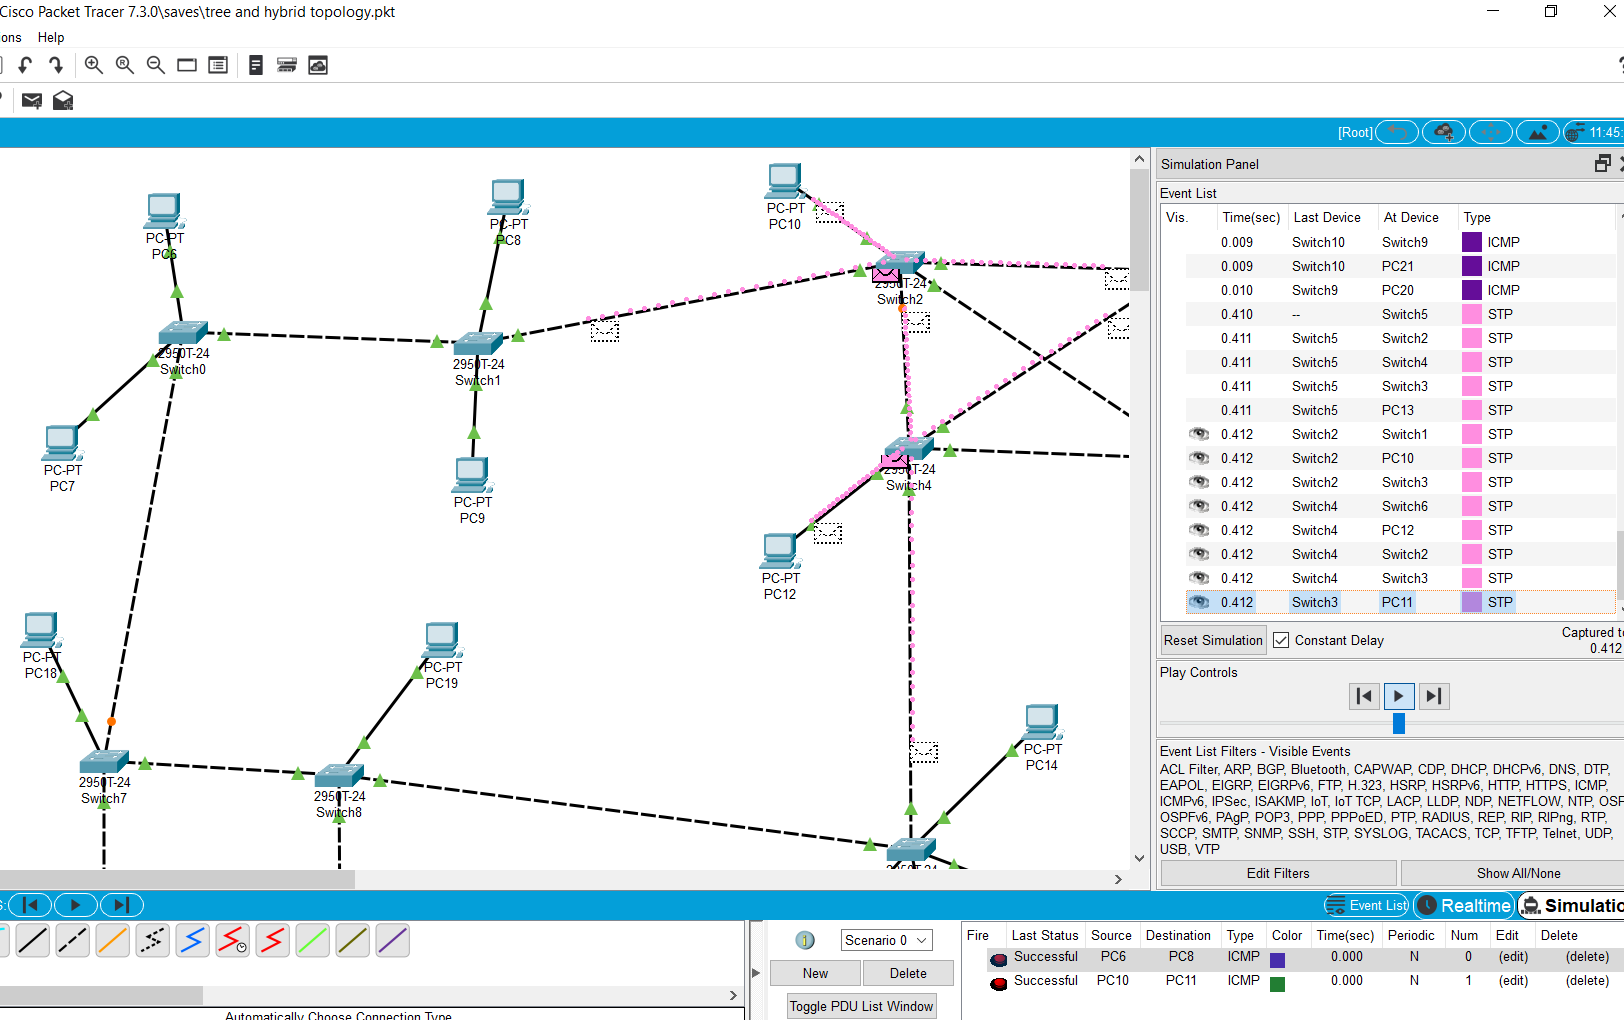 Cisco Packet Tracer 7.3.0\saves\tree and hybrid topology.pkt
ons Help
[Root] 11:45:
PC-PT
PC6
PC-PT
PC8
PC-PT
PC10
2950T-24
Switch2
2950T-24
Switch0
2950T-24
Switch1
PC-PT
PC7
PC-PT
PC9
2950T-24
Switch4
PC-PT
PC12
PC-PT
PC18
PC-PT
PC19
PC-PT
PC14
2950T-24
Switch7
2950T-24
Switch8
2950T-24
Simulation Panel
Event List
Vis. Time(sec) Last Device At Device Type
0.009 Switch10 Switch9 ICMP
0.009 Switch10 PC21 ICMP
0.010 Switch9 PC20 ICMP
0.410 -- Switch5 STP
0.411 Switch5 Switch2 STP
0.411 Switch5 Switch4 STP
0.411 Switch5 Switch3 STP
0.411 Switch5 PC13 STP
0.412 Switch2 Switch1 STP
0.412 Switch2 PC10 STP
0.412 Switch2 Switch3 STP
0.412 Switch4 Switch6 STP
0.412 Switch4 PC12 STP
0.412 Switch4 Switch2 STP
0.412 Switch4 Switch3 STP
0.412 Switch3 PC11 STP
Reset Simulation Constant Delay Captured to
0.412
Play Controls
Event List Filters - Visible Events
ACL Filter, ARP, BGP, Bluetooth, CAPWAP, CDP, DHCP, DHCPv6, DNS, DTP,
EAPOL, EIGRP, EIGRPv6, FTP, H.323, HSRP, HSRPv6, HTTP, HTTPS, ICMP,
ICMPv6, IPSec, ISAKMP, IoT, IoT TCP, LACP, LLDP, NDP, NETFLOW, NTP, OSF
OSPFv6, PAgP, POP3, PPP, PPPoED, PTP, RADIUS, REP, RIP, RIPng, RTP,
SCCP, SMTP, SNMP, SSH, STP, SYSLOG, TACACS, TCP, TFTP, Telnet, UDP,
USB, VTP
Edit Filters Show All/None
Event List Realtime Simulatio
Automatically Choose Connection Type
Scenario 0
New Delete
Toggle PDU List Window
Fire Last Status Source Destination Type Color Time(sec) Periodic Num Edit Delete
Successful PC6 PC8 ICMP 0.000 N 0 (edit) (delete)
Successful PC10 PC11 ICMP 0.000 N 1 (edit) (delete)